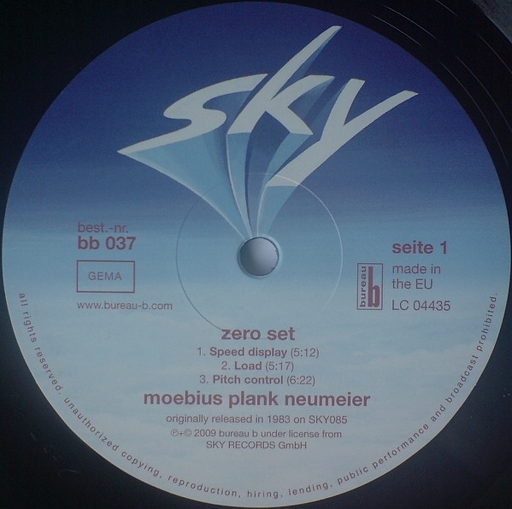 sky
best.-nr.
bb 037
GEMA
www.bureau-b.com
seite 1
bureau b
made in
the EU
LC 04435
zero set
1. Speed display (5:12)
2. Load (5:17)
3. Pitch control (6:22)
moebius plank neumeier
originally released in 1983 on SKY085
℗+© 2009 bureau b under license from
SKY RECORDS GmbH
all rights reserved. unauthorized copying, reproduction, hiring, lending, public performance and broadcast prohibited.